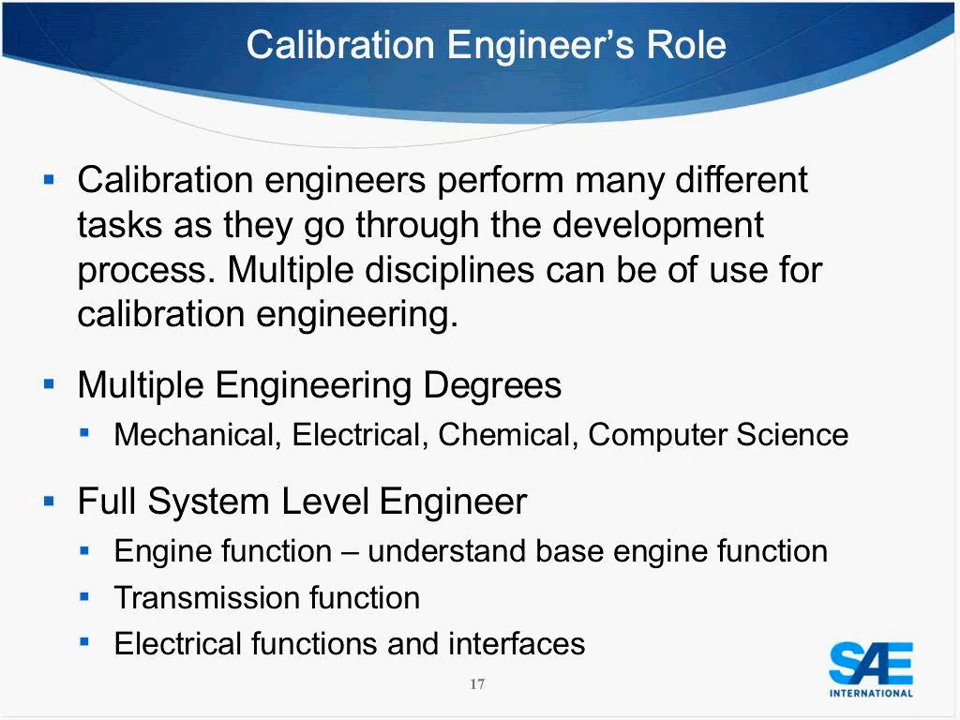 Calibration Engineer's Role
▪ Calibration engineers perform many different
tasks as they go through the development
process. Multiple disciplines can be of use for
calibration engineering.
▪ Multiple Engineering Degrees
▪ Mechanical, Electrical, Chemical, Computer Science
▪ Full System Level Engineer
▪ Engine function – understand base engine function
▪ Transmission function
▪ Electrical functions and interfaces
17
SAE
INTERNATIONAL